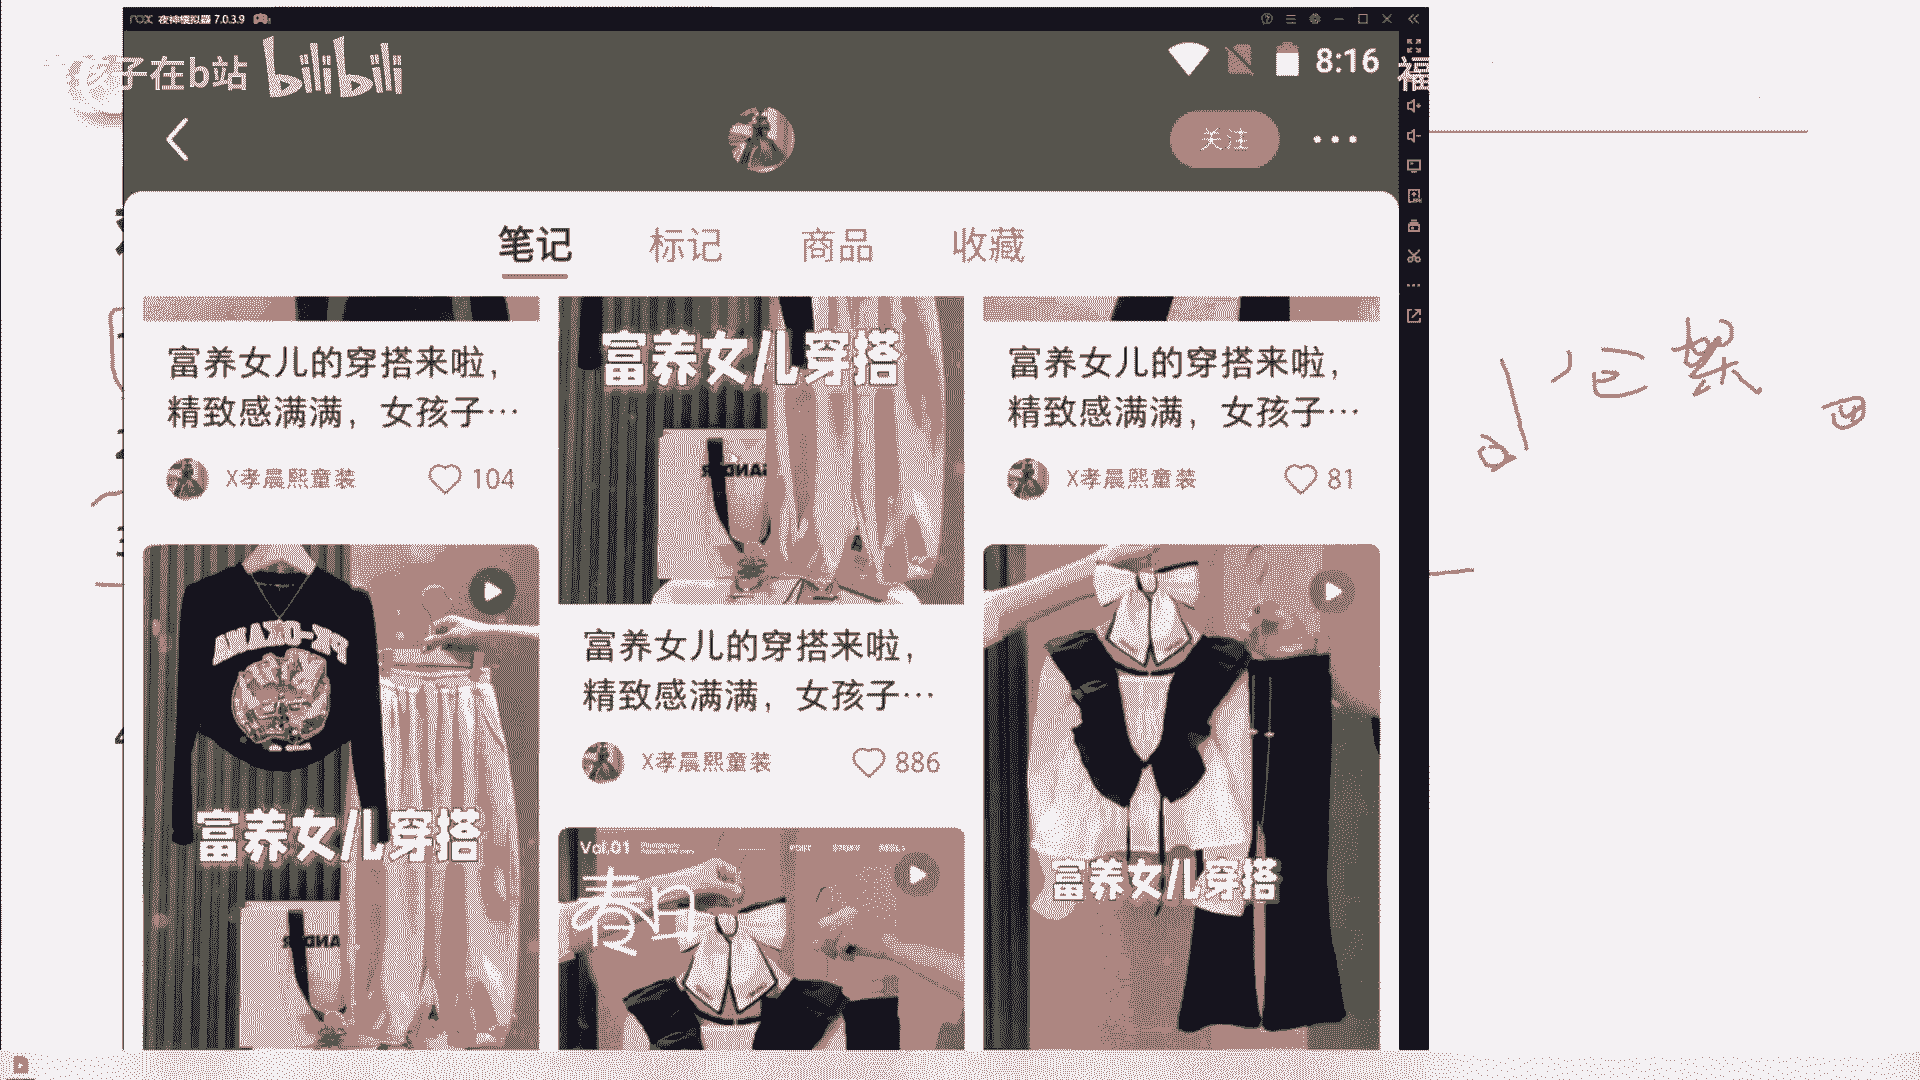 nox 夜神模拟器 7.0.3.9
子在b站 bilibili
8:16
福
关注
笔记 标记 商品 收藏
富养女儿的穿搭来啦，
精致感满满，女孩子…
X孝晨熙童装 104
富养女儿穿搭
富养女儿的穿搭来啦，
精致感满满，女孩子…
X孝晨熙童装 886
富养女儿的穿搭来啦，
精致感满满，女孩子…
X孝晨熙童装 81
富养女儿穿搭
Vol.01
春日
富养女儿穿搭